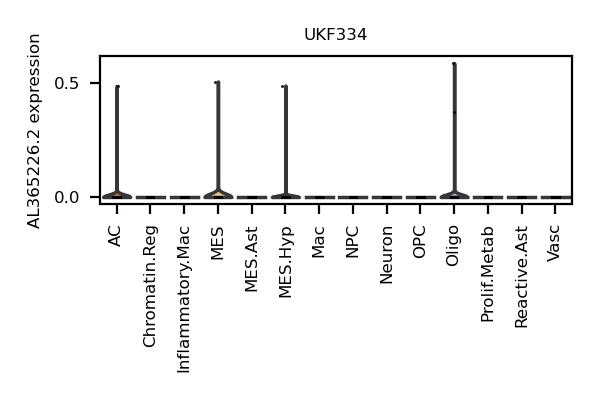 UKF334
AL365226.2 expression
0.5
0.0
AC
Chromatin.Reg
Inflammatory.Mac
MES
MES.Ast
MES.Hyp
Mac
NPC
Neuron
OPC
Oligo
Prolif.Metab
Reactive.Ast
Vasc